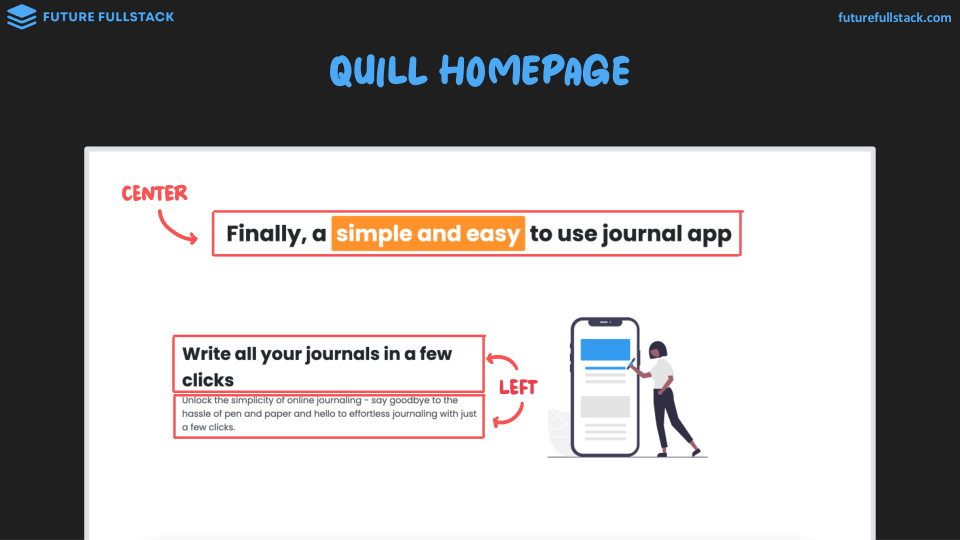 FUTURE FULLSTACK
futurefullstack.com
QUILL HOMEPAGE
CENTER
Finally, a simple and easy to use journal app
Write all your journals in a few
clicks
LEFT
Unlock the simplicity of online journaling - say goodbye to the
hassle of pen and paper and hello to effortless journaling with just
a few clicks.